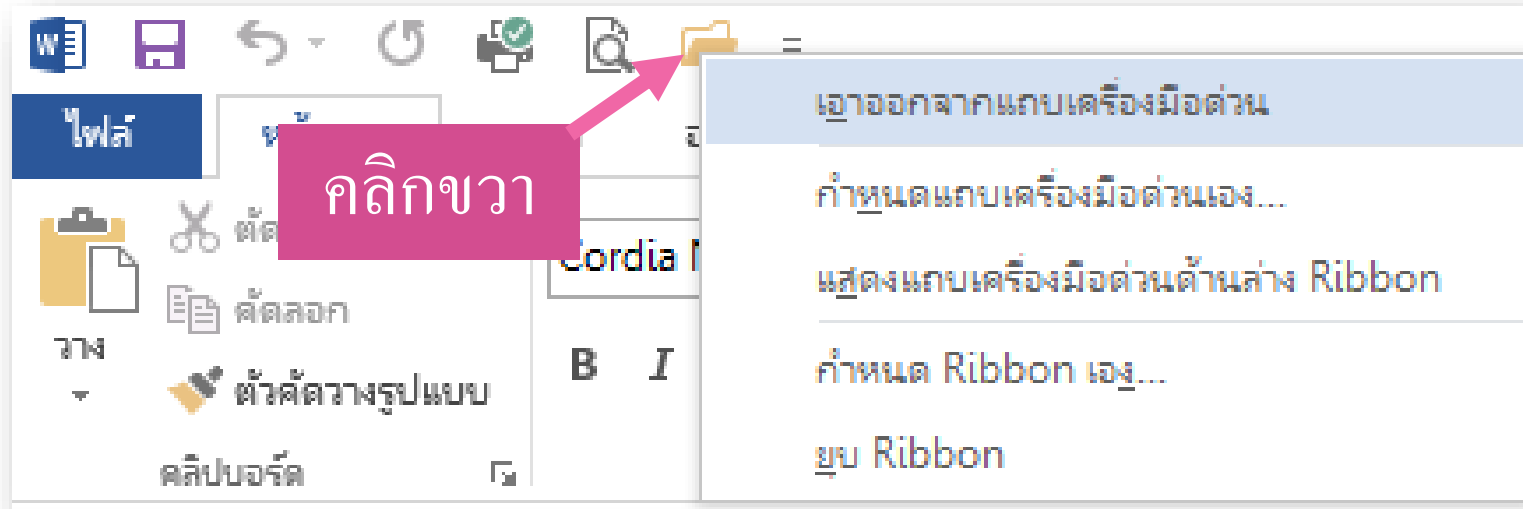 ไฟล์
คลิกขวา
ตัด
คัดลอก
วาง
ตัวคัดวางรูปแบบ
คลิปบอร์ด
Cordia
B I
เอาออกจากแถบเครื่องมือด่วน
กำหนดแถบเครื่องมือด่วนเอง...
แสดงแถบเครื่องมือด่วนด้านล่าง Ribbon
กำหนด Ribbon เอง...
ยุบ Ribbon